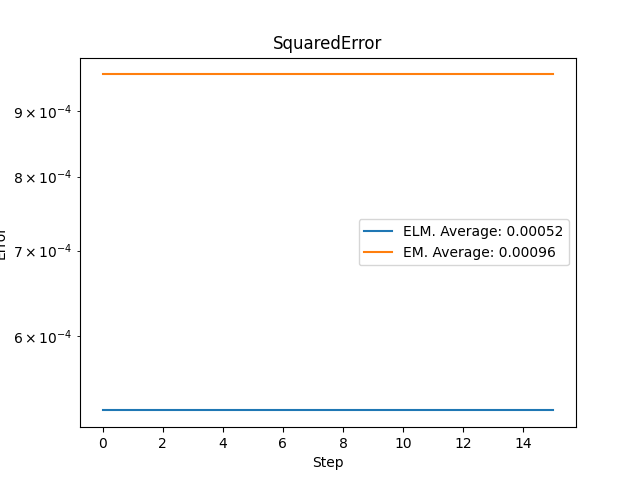 SquaredError
9 × 10⁻⁴
8 × 10⁻⁴
7 × 10⁻⁴
6 × 10⁻⁴
Error
ELM. Average: 0.00052
EM. Average: 0.00096
0 2 4 6 8 10 12 14
Step